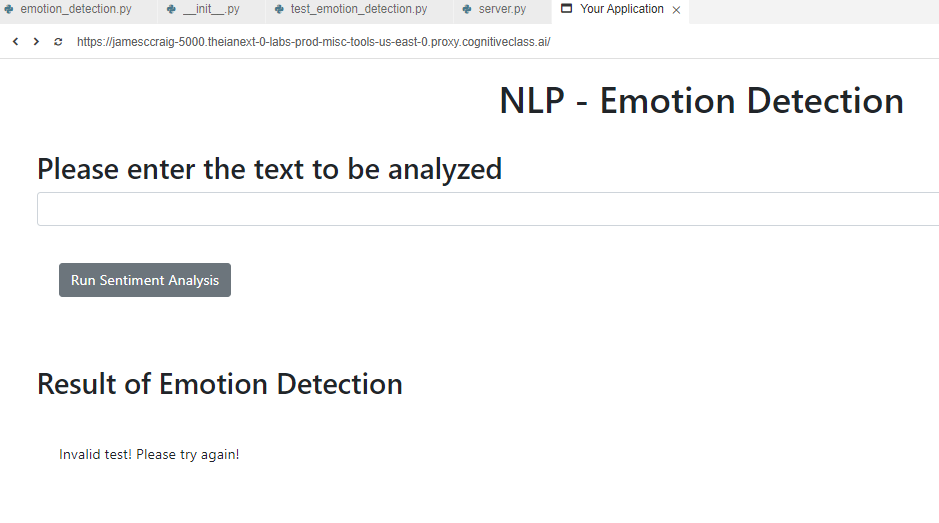 emotion_detection.py __init__.py test_emotion_detection.py server.py Your Application
https://jamesccraig-5000.theianext-0-labs-prod-misc-tools-us-east-0.proxy.cognitiveclass.ai/
NLP - Emotion Detection
Please enter the text to be analyzed
Run Sentiment Analysis
Result of Emotion Detection
Invalid test! Please try again!